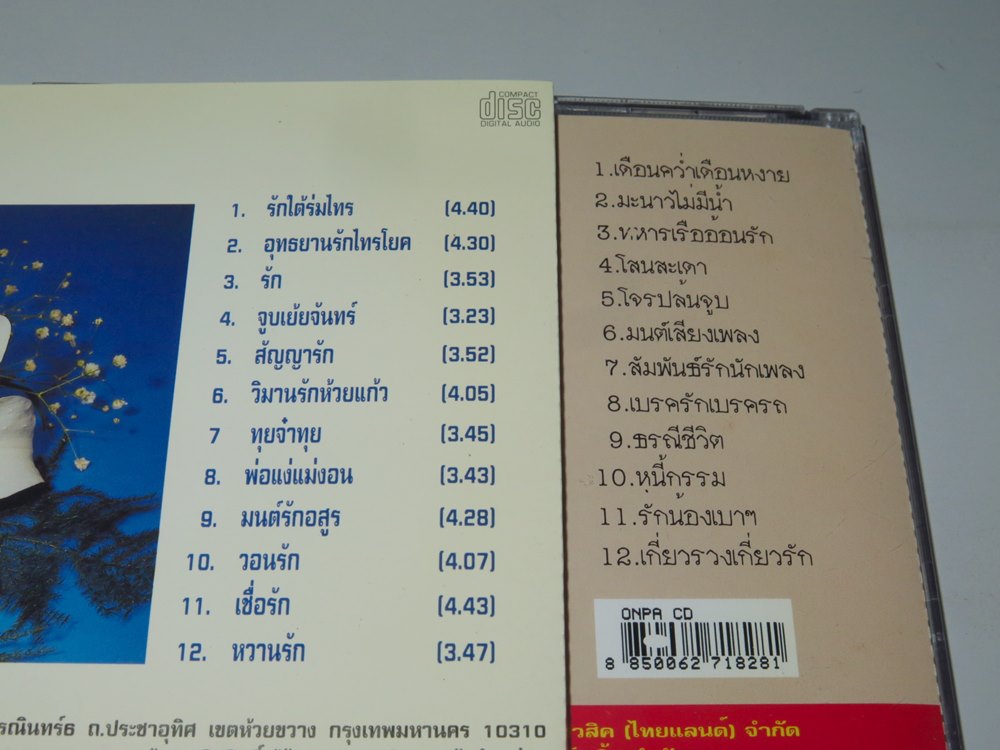 COMPACT
disc
DIGITAL AUDIO
1. รักใต้ร่มไทร (4.40)
2. อุทธยานรักไทรโยค (4.30)
3. รัก (3.53)
4. จูบเย้ยจันทร์ (3.23)
5. สัญญารัก (3.52)
6. วิมานรักห้วยแก้ว (4.05)
7 ทุยจ๋าทุย (3.45)
8. พ่อแง่แม่งอน (3.43)
9. มนต์รักอสูร (4.28)
10. วอนรัก (4.07)
11. เชื่อรัก (4.43)
12. หวานรัก (3.47)
ถ.ประชาอุทิศ เขตห้วยขวาง กรุงเทพมหานคร 10310
1.เดือนคว่ำเดือนหงาย
2.มะนาวไม่มีน้ำ
3.ทหารเรืออ้อนรัก
4.โสนสะเดา
5.โจรปล้นจูบ
6.มนต์เสียงเพลง
7.สัมพันธ์รักนักเพลง
8.เบรครักเบรครถ
9.ธรณีชีวิต
10.หนี้กรรม
11.รักน้องเบาๆ
12.เกี่ยวรวงเกี่ยวรัก
ONPA CD
8 850062 718281
(ไทยแลนด์) จำกัด